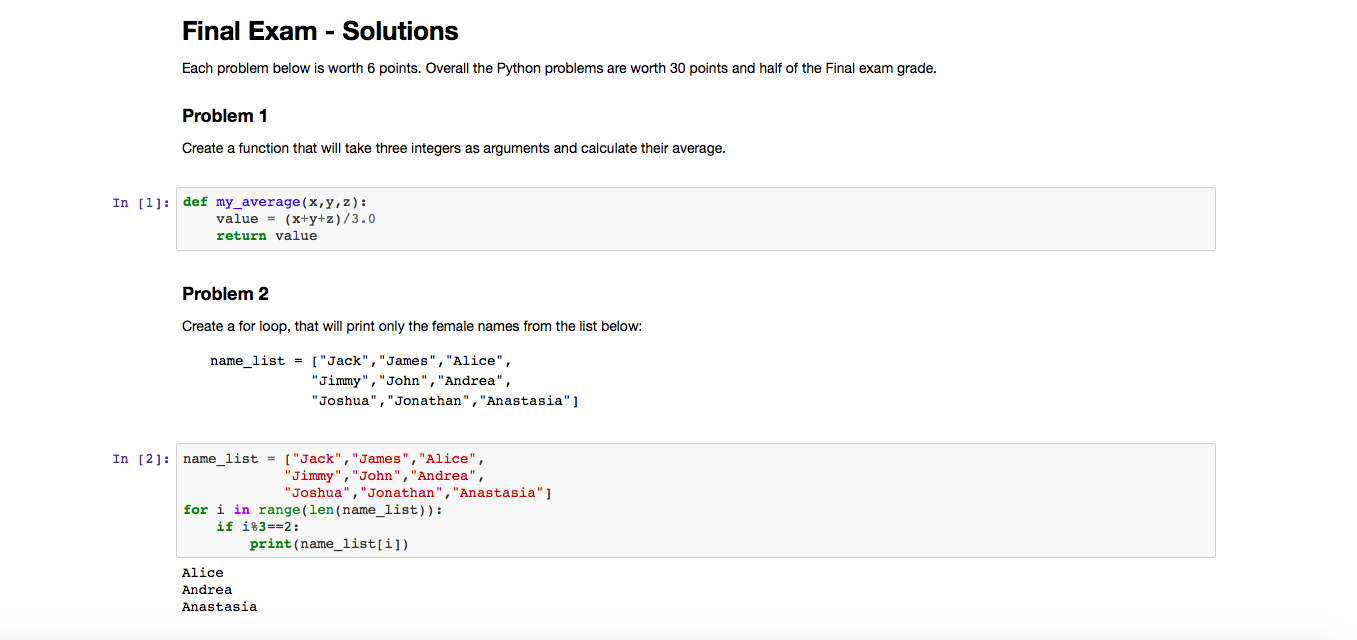 Final Exam - Solutions
Each problem below is worth 6 points. Overall the Python problems are worth 30 points and half of the Final exam grade.
Problem 1
Create a function that will take three integers as arguments and calculate their average.
In [1]: def my_average(x,y,z):
    value = (x+y+z)/3.0
    return value
Problem 2
Create a for loop, that will print only the female names from the list below:
name_list = ["Jack","James","Alice",
            "Jimmy","John","Andrea",
            "Joshua","Jonathan","Anastasia"]
In [2]: name_list = ["Jack","James","Alice",
            "Jimmy","John","Andrea",
            "Joshua","Jonathan","Anastasia"]
for i in range(len(name_list)):
    if i%3==2:
        print(name_list[i])
Alice
Andrea
Anastasia